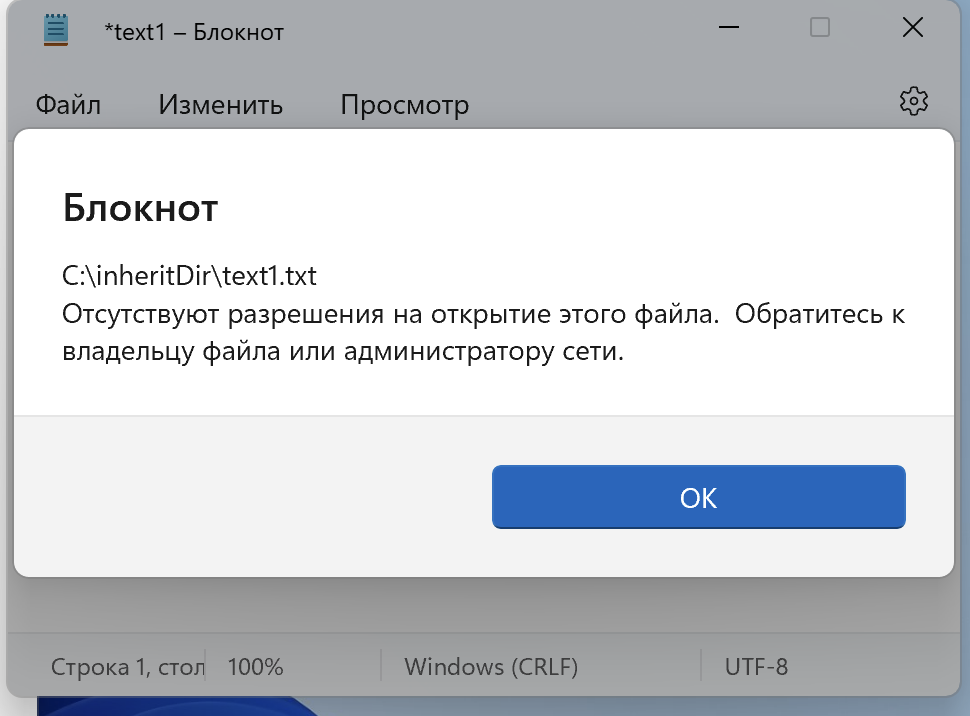 *text1 – Блокнот
Файл Изменить Просмотр
Блокнот
C:\inheritDir\text1.txt
Отсутствуют разрешения на открытие этого файла.  Обратитесь к
владельцу файла или администратору сети.
ОК
Строка 1, стол 100% Windows (CRLF) UTF-8